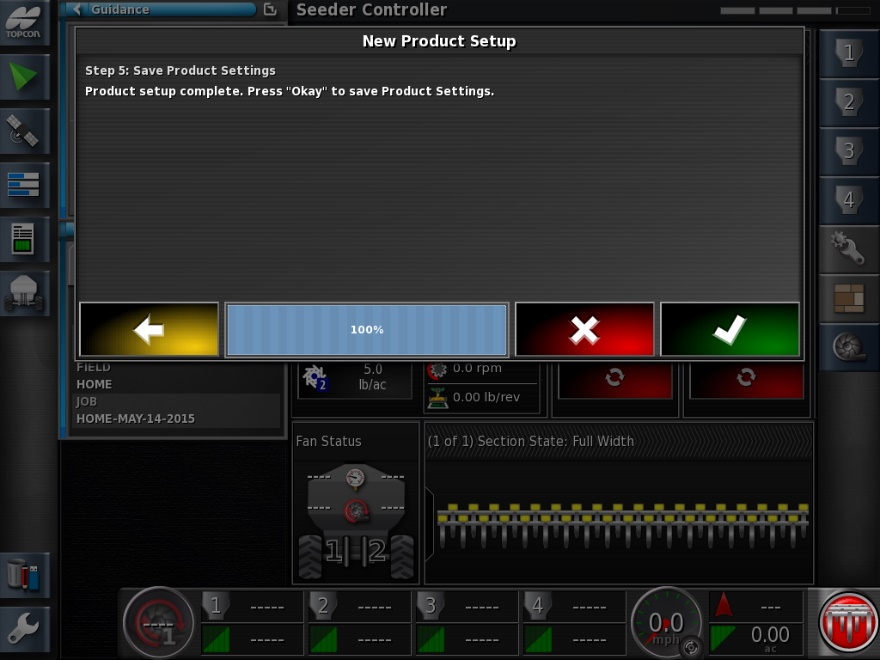 Guidance
Seeder Controller
TOPCON
New Product Setup
Step 5: Save Product Settings
Product setup complete. Press "Okay" to save Product Settings.
100%
1
2
3
4
FIELD
HOME
JOB
HOME-MAY-14-2015
2
5.0
lb/ac
0.0 rpm
0.00 lb/rev
Fan Status
(1 of 1) Section State: Full Width
----
----
----
----
1 2
---
1
1 -----
-----
2 -----
-----
3 -----
-----
4 -----
-----
0.0
mph
---
0.00
ac